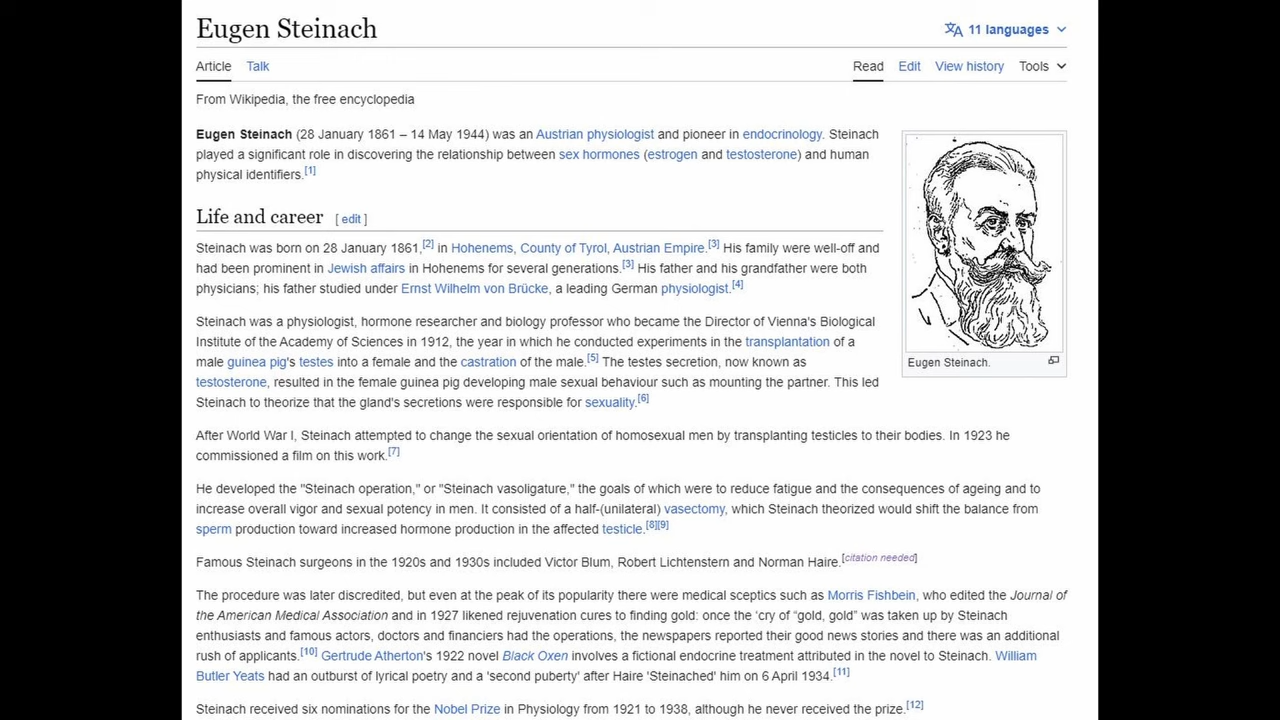 Eugen Steinach
11 languages
Article Talk Read Edit View history Tools
From Wikipedia, the free encyclopedia
Eugen Steinach (28 January 1861 – 14 May 1944) was an Austrian physiologist and pioneer in endocrinology. Steinach
played a significant role in discovering the relationship between sex hormones (estrogen and testosterone) and human
physical identifiers.[1]
Eugen Steinach.
Life and career [ edit ]
Steinach was born on 28 January 1861,[2] in Hohenems, County of Tyrol, Austrian Empire.[3] His family were well-off and
had been prominent in Jewish affairs in Hohenems for several generations.[3] His father and his grandfather were both
physicians; his father studied under Ernst Wilhelm von Brücke, a leading German physiologist.[4]
Steinach was a physiologist, hormone researcher and biology professor who became the Director of Vienna's Biological
Institute of the Academy of Sciences in 1912, the year in which he conducted experiments in the transplantation of a
male guinea pig's testes into a female and the castration of the male.[5] The testes secretion, now known as
testosterone, resulted in the female guinea pig developing male sexual behaviour such as mounting the partner. This led
Steinach to theorize that the gland's secretions were responsible for sexuality.[6]
After World War I, Steinach attempted to change the sexual orientation of homosexual men by transplanting testicles to their bodies. In 1923 he
commissioned a film on this work.[7]
He developed the "Steinach operation," or "Steinach vasoligature," the goals of which were to reduce fatigue and the consequences of ageing and to
increase overall vigor and sexual potency in men. It consisted of a half-(unilateral) vasectomy, which Steinach theorized would shift the balance from
sperm production toward increased hormone production in the affected testicle.[8][9]
Famous Steinach surgeons in the 1920s and 1930s included Victor Blum, Robert Lichtenstern and Norman Haire.[citation needed]
The procedure was later discredited, but even at the peak of its popularity there were medical sceptics such as Morris Fishbein, who edited the Journal of
the American Medical Association and in 1927 likened rejuvenation cures to finding gold: once the ‘cry of “gold, gold” was taken up by Steinach
enthusiasts and famous actors, doctors and financiers had the operations, the newspapers reported their good news stories and there was an additional
rush of applicants.[10] Gertrude Atherton's 1922 novel Black Oxen involves a fictional endocrine treatment attributed in the novel to Steinach. William
Butler Yeats had an outburst of lyrical poetry and a 'second puberty' after Haire 'Steinached' him on 6 April 1934.[11]
Steinach received six nominations for the Nobel Prize in Physiology from 1921 to 1938, although he never received the prize.[12]